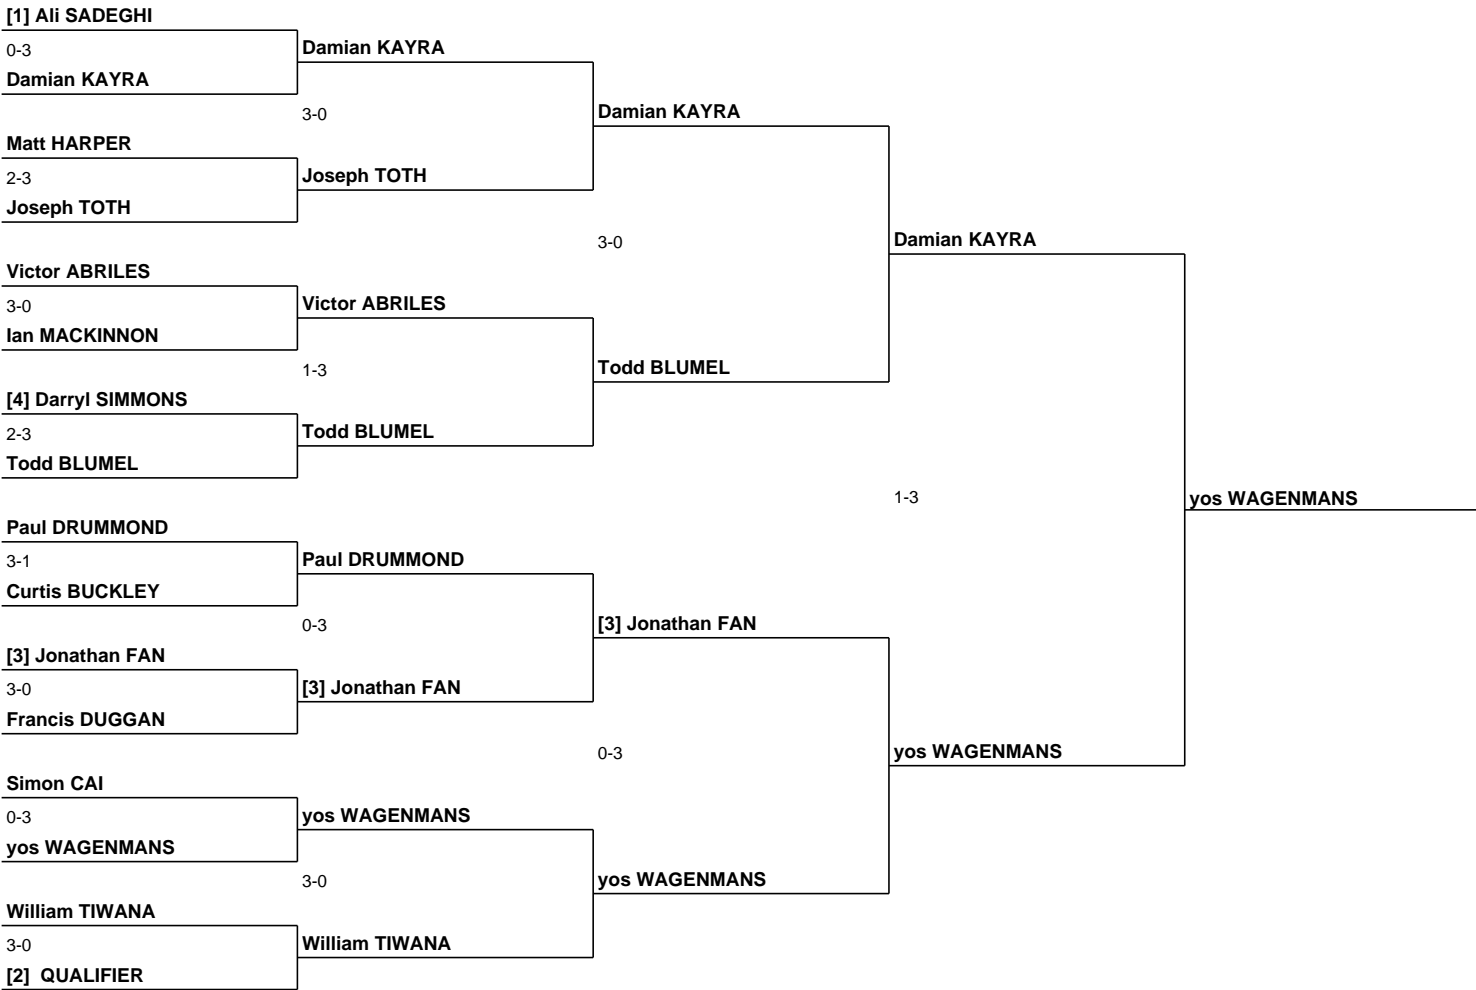 [1] Ali SADEGHI
0-3
Damian KAYRA
Matt HARPER
2-3
Joseph TOTH
Victor ABRILES
3-0
Ian MACKINNON
[4] Darryl SIMMONS
2-3
Todd BLUMEL
Paul DRUMMOND
3-1
Curtis BUCKLEY
[3] Jonathan FAN
3-0
Francis DUGGAN
Simon CAI
0-3
yos WAGENMANS
William TIWANA
3-0
[2] QUALIFIER
Damian KAYRA
3-0
Joseph TOTH
Victor ABRILES
1-3
Todd BLUMEL
Paul DRUMMOND
0-3
[3] Jonathan FAN
yos WAGENMANS
3-0
William TIWANA
Damian KAYRA
3-0
Todd BLUMEL
[3] Jonathan FAN
0-3
yos WAGENMANS
Damian KAYRA
1-3
yos WAGENMANS
yos WAGENMANS